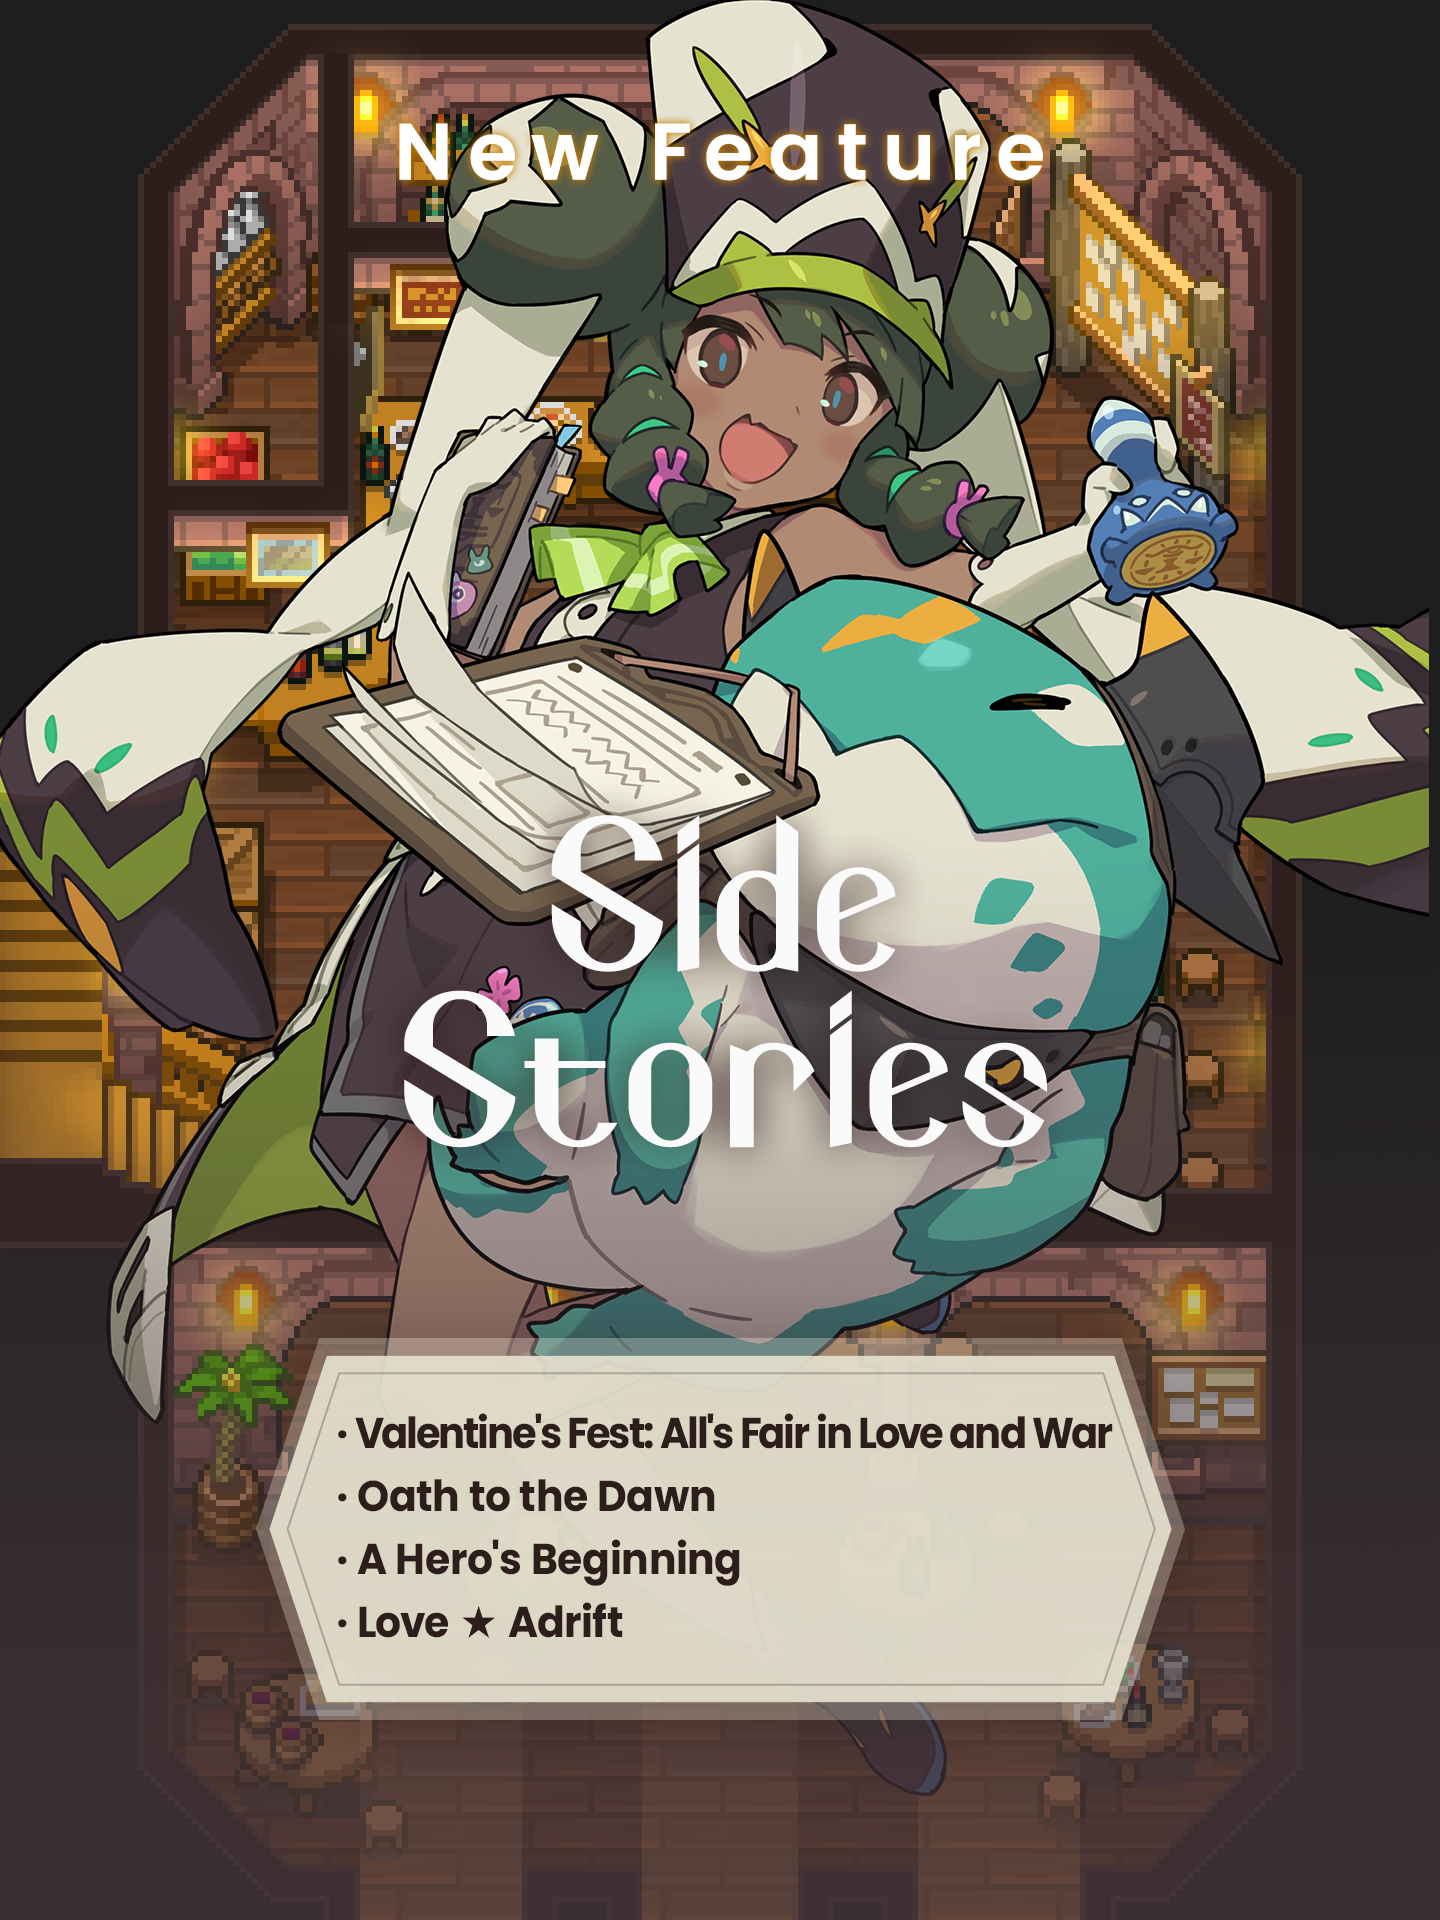 New Feature
Side
Stories
· Valentine's Fest: All's Fair in Love and War
· Oath to the Dawn
· A Hero's Beginning
· Love ★ Adrift